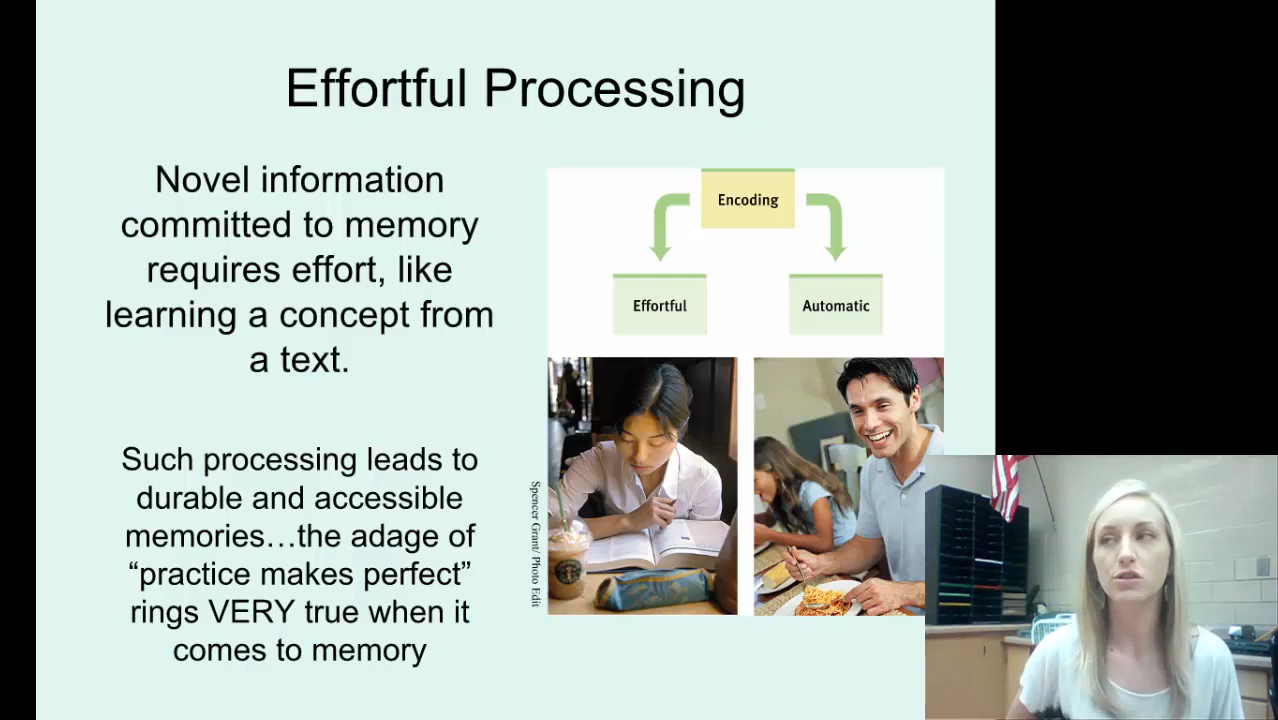 Effortful Processing
Novel information
committed to memory
requires effort, like
learning a concept from
a text.
Such processing leads to
durable and accessible
memories…the adage of
“practice makes perfect”
rings VERY true when it
comes to memory
Encoding
Effortful
Automatic
Spencer Grant/ Photo Edit